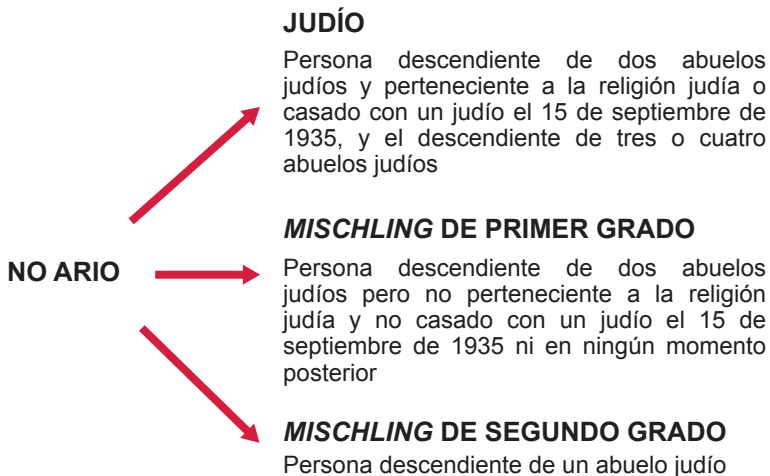 JUDÍO
Persona descendiente de dos abuelos
judíos y perteneciente a la religión judía o
casado con un judío el 15 de septiembre de
1935, y el descendiente de tres o cuatro
abuelos judíos
MISCHLING DE PRIMER GRADO
NO ARIO
Persona descendiente de dos abuelos
judíos pero no perteneciente a la religión
judía y no casado con un judío el 15 de
septiembre de 1935 ni en ningún momento
posterior
MISCHLING DE SEGUNDO GRADO
Persona descendiente de un abuelo judío